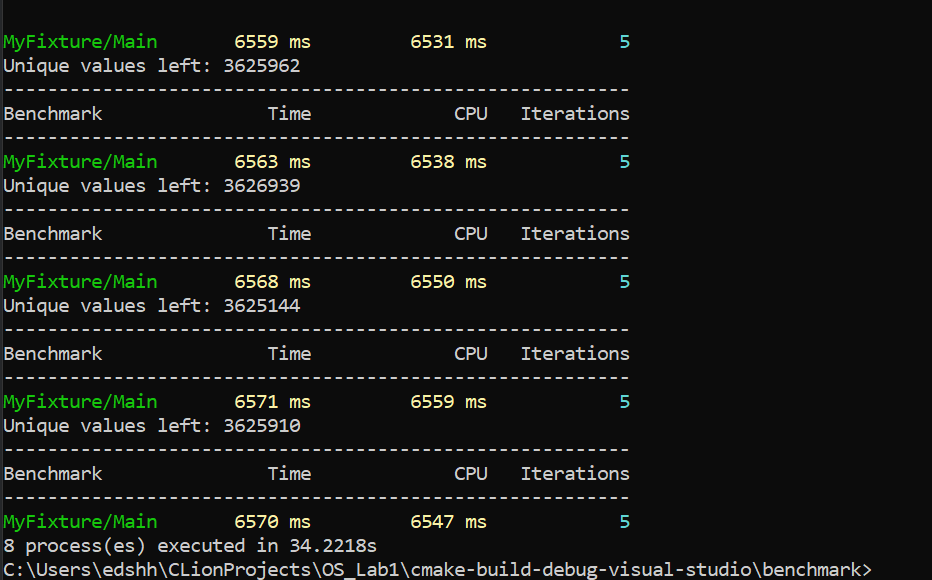 MyFixture/Main 6559 ms 6531 ms 5
Unique values left: 3625962
---------------------------------------------------------
Benchmark Time CPU Iterations
---------------------------------------------------------
MyFixture/Main 6563 ms 6538 ms 5
Unique values left: 3626939
---------------------------------------------------------
Benchmark Time CPU Iterations
---------------------------------------------------------
MyFixture/Main 6568 ms 6550 ms 5
Unique values left: 3625144
---------------------------------------------------------
Benchmark Time CPU Iterations
---------------------------------------------------------
MyFixture/Main 6571 ms 6559 ms 5
Unique values left: 3625910
---------------------------------------------------------
Benchmark Time CPU Iterations
---------------------------------------------------------
MyFixture/Main 6570 ms 6547 ms 5
8 process(es) executed in 34.2218s
C:\Users\edshh\CLionProjects\OS_Lab1\cmake-build-debug-visual-studio\benchmark>